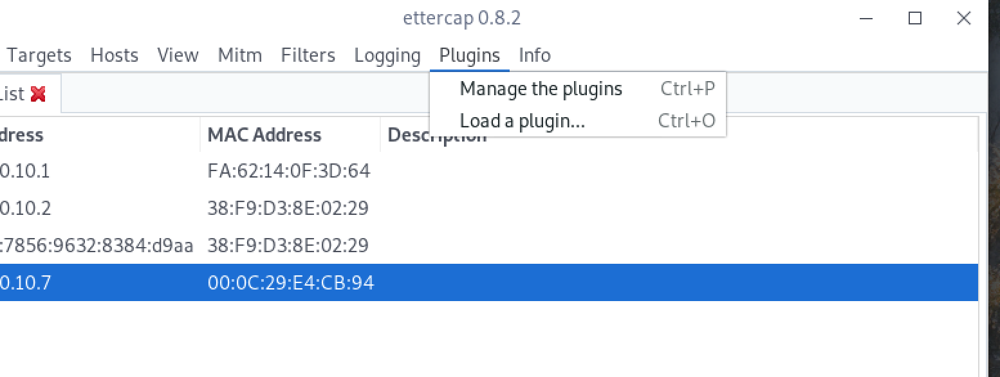 ettercap 0.8.2
Targets Hosts View Mitm Filters Logging Plugins Info
Manage the plugins Ctrl+P
List
Load a plugin... Ctrl+O
dress MAC Address Description
0.10.1 FA:62:14:0F:3D:64
0.10.2 38:F9:D3:8E:02:29
:7856:9632:8384:d9aa 38:F9:D3:8E:02:29
0.10.7 00:0C:29:E4:CB:94